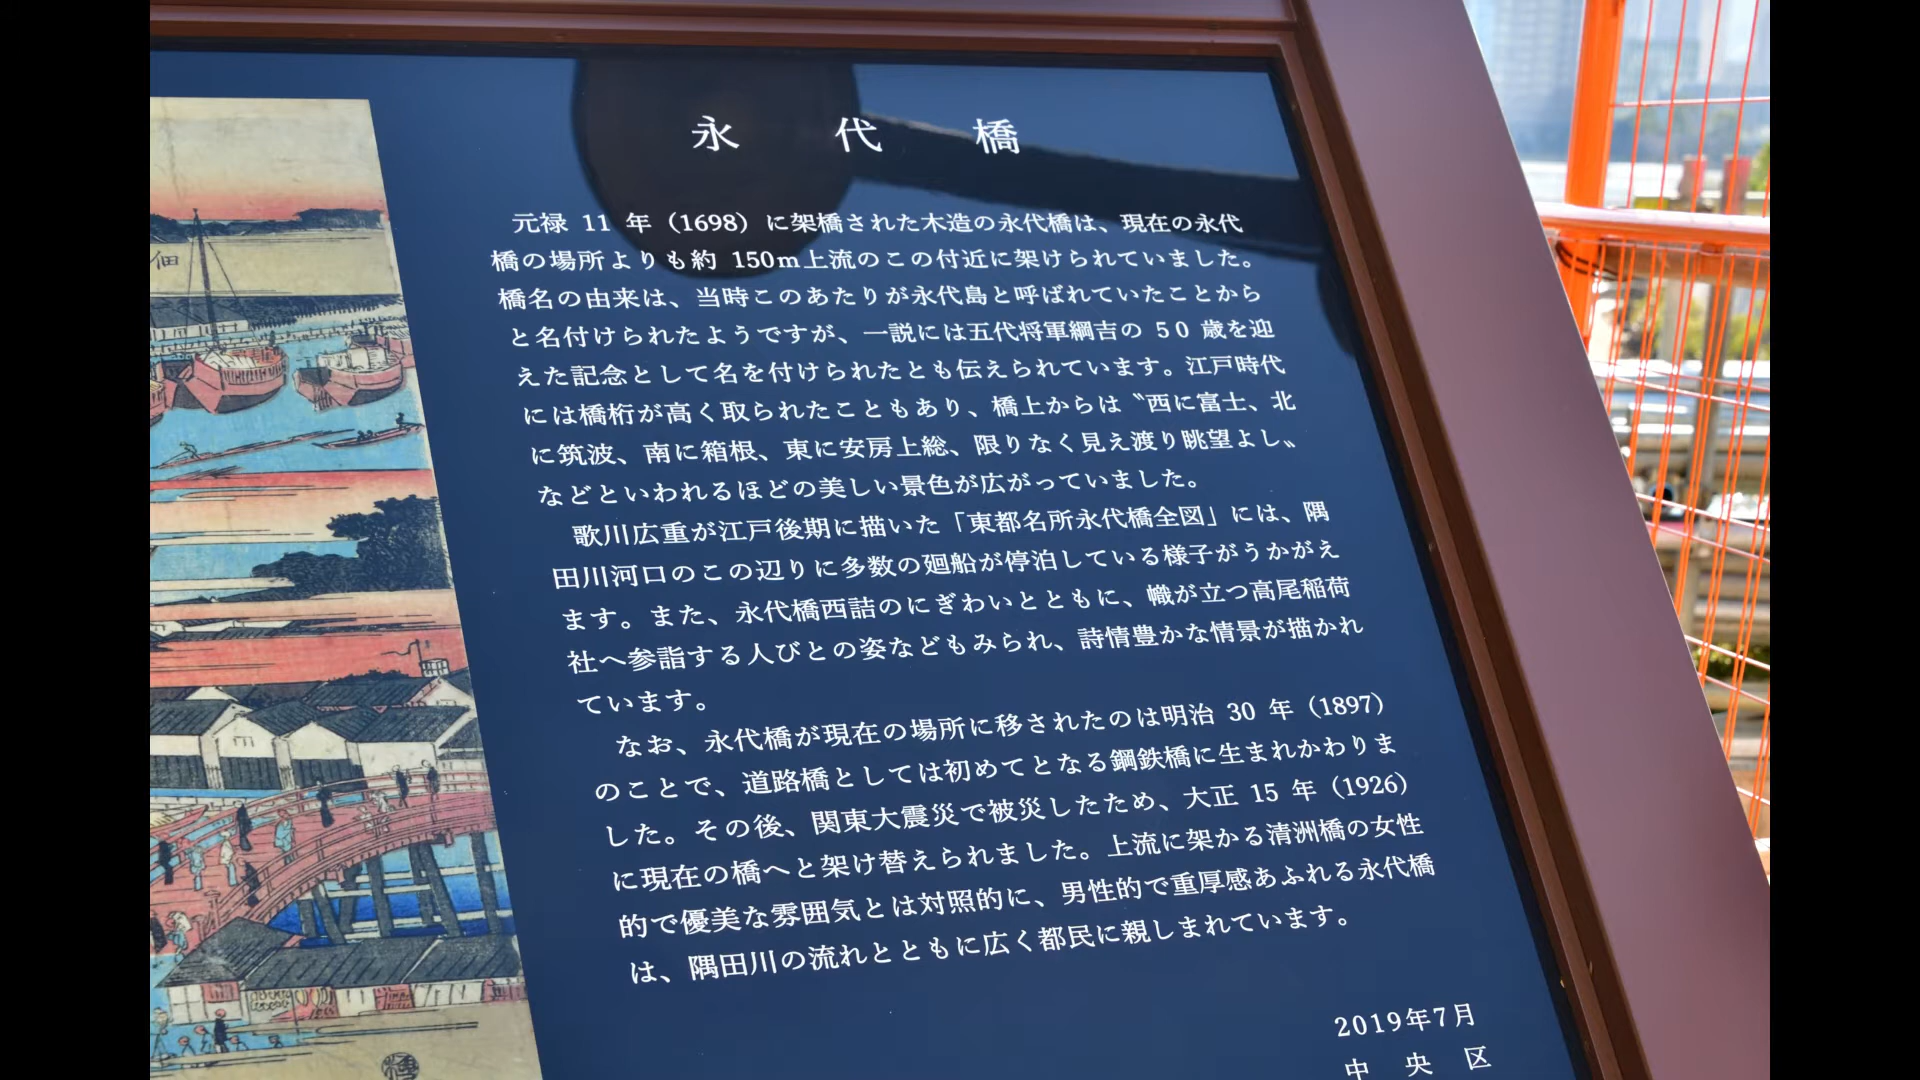 永代橋
元禄 11 年（1698）に架橋された木造の永代橋は、現在の永代
橋の場所よりも約 150m上流のこの付近に架けられていました。
橋名の由来は、当時このあたりが永代島と呼ばれていたことから
と名付けられたようですが、一説には五代将軍綱吉の 50 歳を迎
えた記念として名を付けられたとも伝えられています。江戸時代
には橋桁が高く取られたこともあり、橋上からは〝西に富士、北
に筑波、南に箱根、東に安房上総、限りなく見え渡り眺望よし〟
などといわれるほどの美しい景色が広がっていました。
歌川広重が江戸後期に描いた「東都名所永代橋全図」には、隅
田川河口のこの辺りに多数の廻船が停泊している様子がうかがえ
ます。また、永代橋西詰のにぎわいとともに、幟が立つ高尾稲荷
社へ参詣する人びとの姿などもみられ、詩情豊かな情景が描かれ
ています。
なお、永代橋が現在の場所に移されたのは明治 30 年（1897）
のことで、道路橋としては初めてとなる鋼鉄橋に生まれかわりま
した。その後、関東大震災で被災したため、大正 15 年（1926）
に現在の橋へと架け替えられました。上流に架かる清洲橋の女性
的で優美な雰囲気とは対照的に、男性的で重厚感あふれる永代橋
は、隅田川の流れとともに広く都民に親しまれています。
2019年7月
中央区
佃